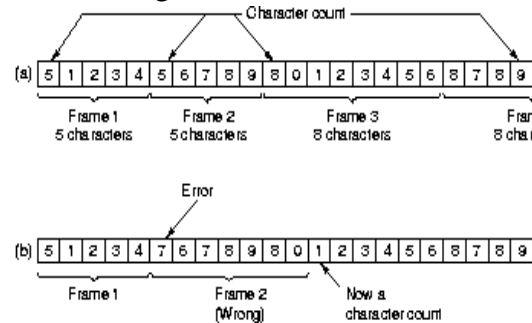 Character count
(a) 5 1 2 3 4 5 6 7 8 9 8 0 1 2 3 4 5 6 8 7 8 9
Frame 1 Frame 2 Frame 3 Fram
5 characters 5 characters 8 characters 8 char
Error
(b) 5 1 2 3 4 7 6 7 8 9 8 0 1 2 3 4 5 6 8 7 8 9
Frame 1 Frame 2 Now a
(Wrong) character count